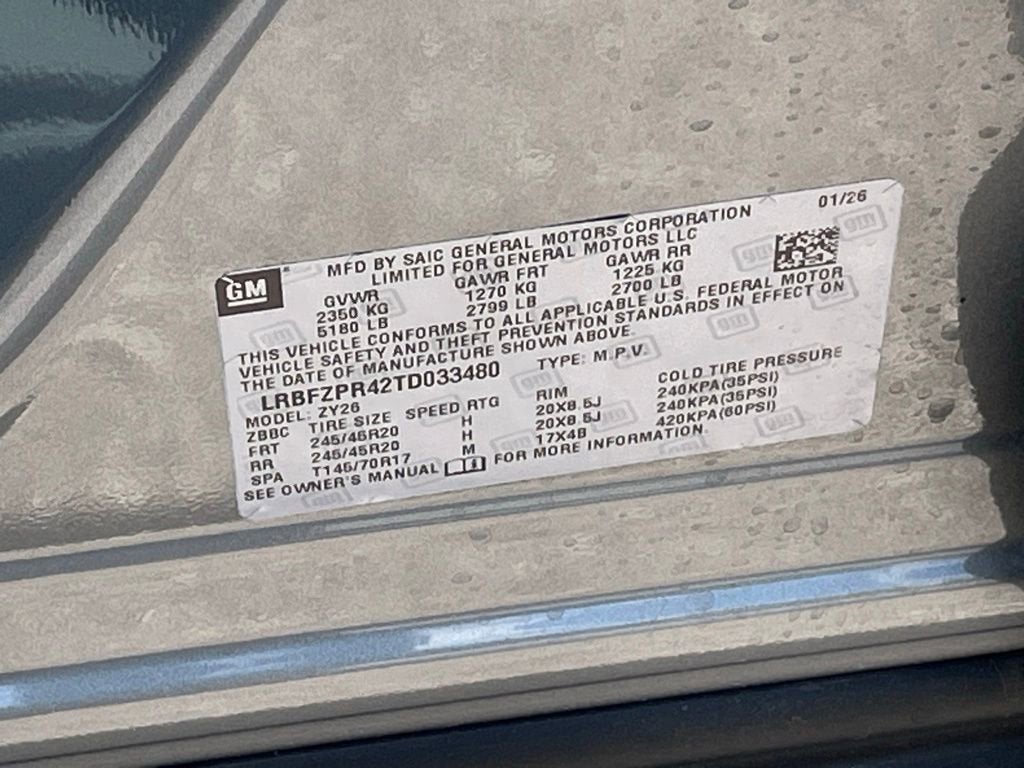 01/26
GM
MFD BY SAIC GENERAL MOTORS CORPORATION
LIMITED FOR GENERAL MOTORS LLC
GVWR GAWR FRT GAWR RR
2350 KG 1270 KG 1225 KG
5180 LB 2799 LB 2700 LB
THIS VEHICLE CONFORMS TO ALL APPLICABLE U.S. FEDERAL MOTOR
VEHICLE SAFETY AND THEFT PREVENTION STANDARDS IN EFFECT ON
THE DATE OF MANUFACTURE SHOWN ABOVE.
LRBFZPR42TD033480 TYPE: M.P.V.
MODEL: ZY26
ZBBC TIRE SIZE SPEED RTG RIM COLD TIRE PRESSURE
FRT 245/45R20 H 20X8.5J 240KPA(35PSI)
RR 245/45R20 H 20X8.5J 240KPA(35PSI)
SPA T145/70R17 M 17X4B 420KPA(60PSI)
SEE OWNER'S MANUAL FOR MORE INFORMATION.